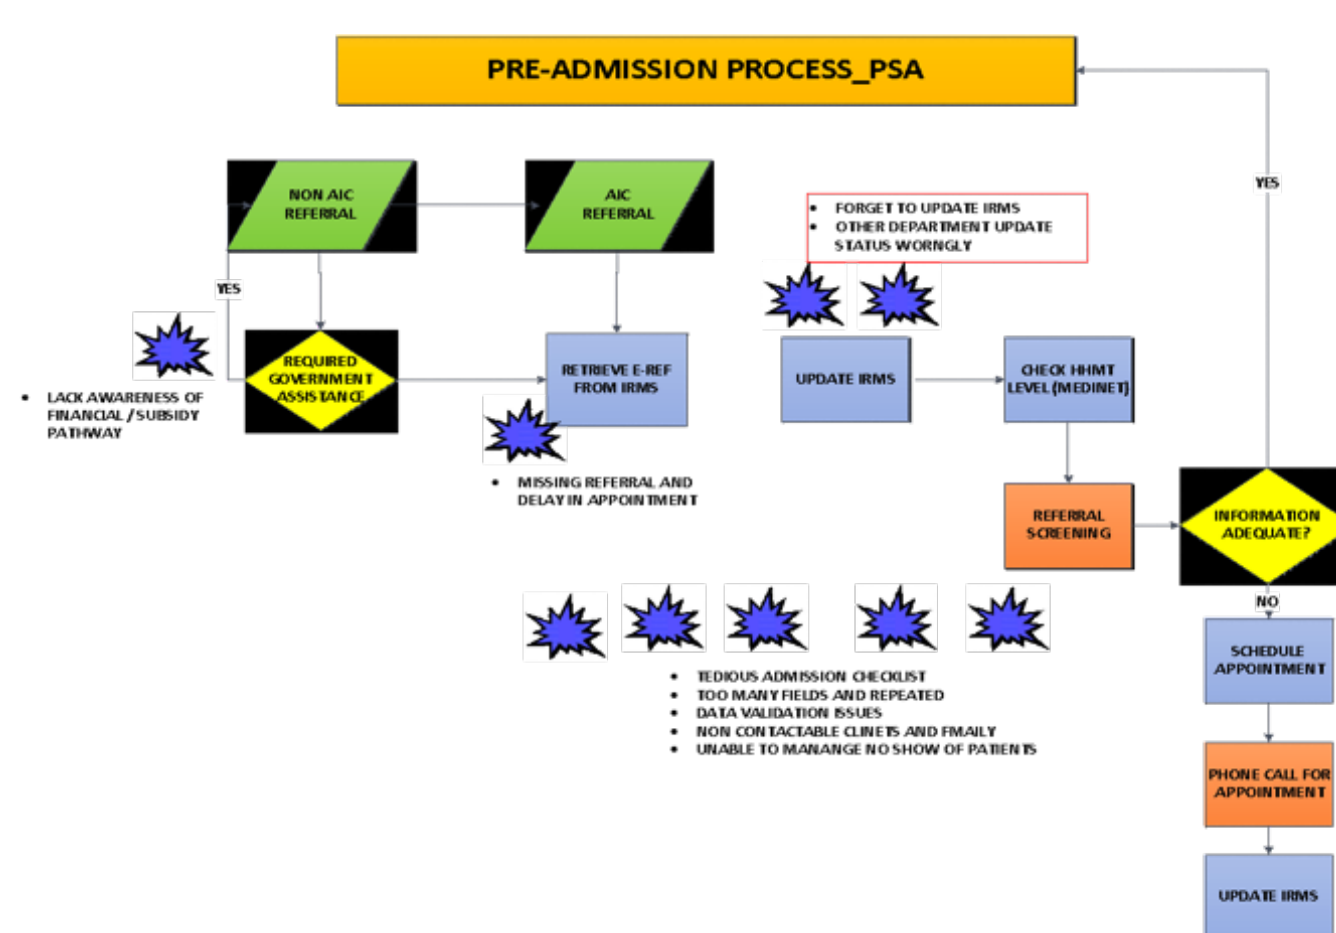 PRE-ADMISSION PROCESS_PSA
NON AIC
REFERRAL
AIC
REFERRAL
YES
• FORGET TO UPDATE IRMS
• OTHER DEPARTMENT UPDATE
STATUS WORNGLY
YES
REQUIRED
GOVERNMENT
ASSISTANCE
RETRIEVE E-REF
FROM IRMS
UPDATE IRMS
CHECK HHMT
LEVEL (MEDINET)
• LACK AWARENESS OF
FINANCIAL / SUBSIDY
PATHWAY
• MISSING REFERRAL AND
DELAY IN APPOINTMENT
REFERRAL
SCREENING
INFORMATION
ADEQUATE?
NO
SCHEDULE
APPOINTMENT
• TEDIOUS ADMISSION CHECKLIST
• TOO MANY FIELDS AND REPEATED
• DATA VALIDATION ISSUES
• NON CONTACTABLE CLINETS AND FMAILY
• UNABLE TO MANANGE NO SHOW OF PATIENTS
PHONE CALL FOR
APPOINTMENT
UPDATE IRMS